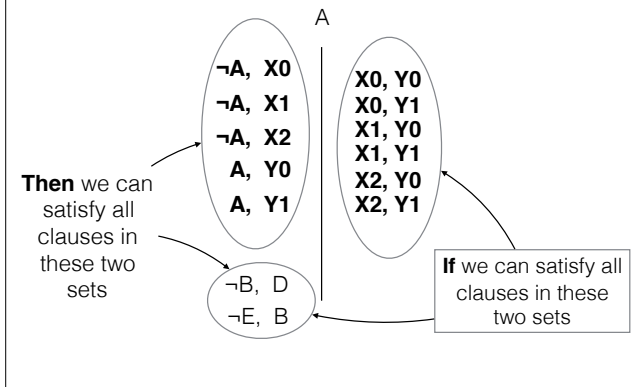 A
¬A, X0
¬A, X1
¬A, X2
A, Y0
A, Y1
X0, Y0
X0, Y1
X1, Y0
X1, Y1
X2, Y0
X2, Y1
Then we can
satisfy all
clauses in
these two
sets
¬B, D
¬E, B
If we can satisfy all
clauses in these
two sets